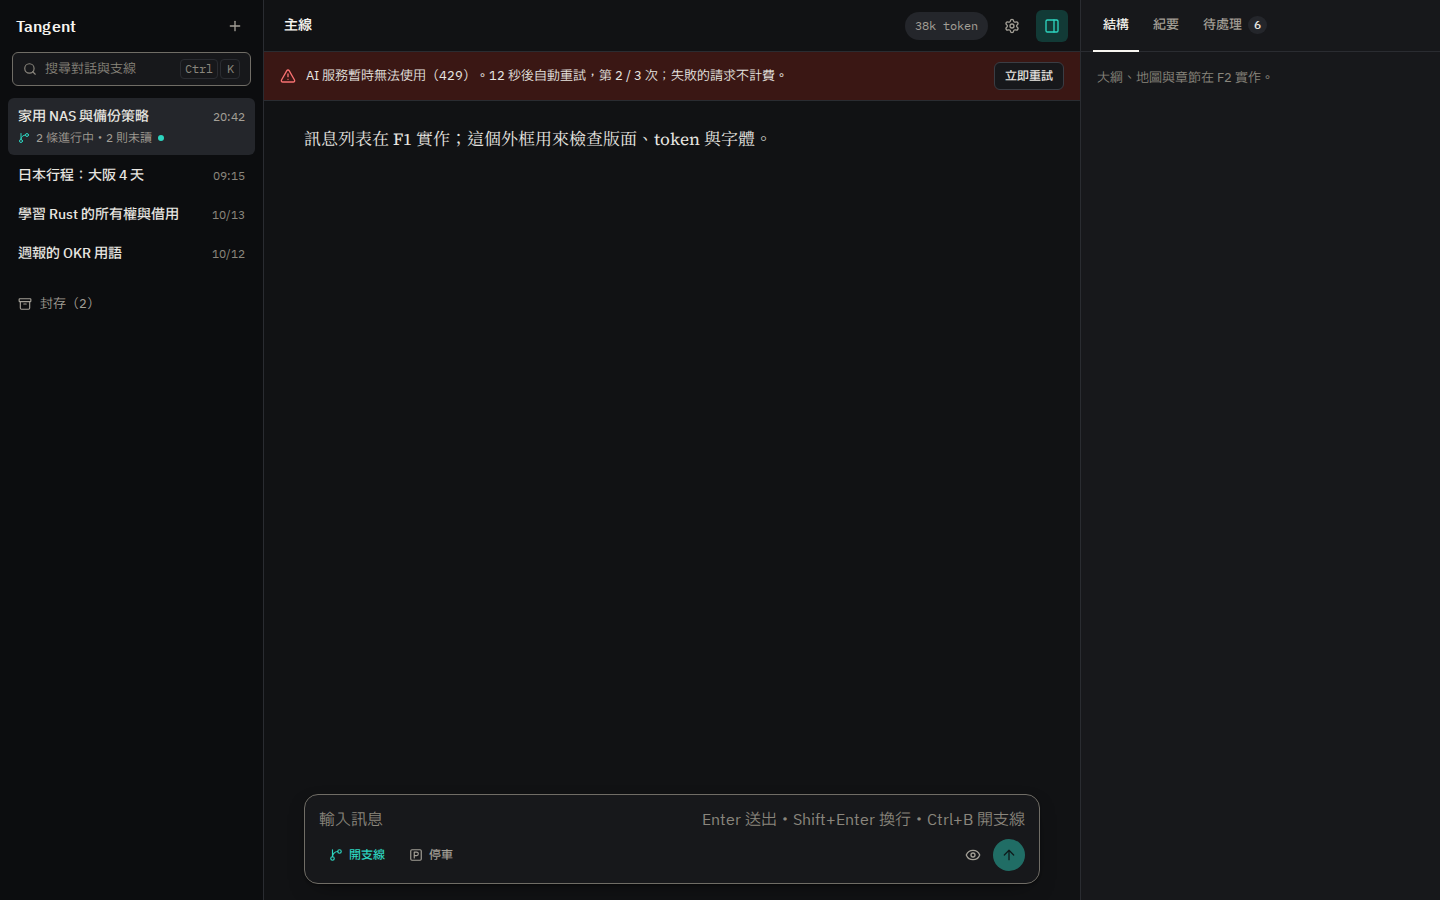 Tangent
搜尋對話與支線 Ctrl K
家用 NAS 與備份策略 20:42
2 條進行中・2 則未讀
日本行程：大阪 4 天 09:15
學習 Rust 的所有權與借用 10/13
週報的 OKR 用語 10/12
封存（2）
主線 38k token
AI 服務暫時無法使用（429）。12 秒後自動重試，第 2 / 3 次；失敗的請求不計費。 立即重試
訊息列表在 F1 實作；這個外框用來檢查版面、token 與字體。
輸入訊息 Enter 送出・Shift+Enter 換行・Ctrl+B 開支線
開支線 P 停車
結構 紀要 待處理 6
大綱、地圖與章節在 F2 實作。